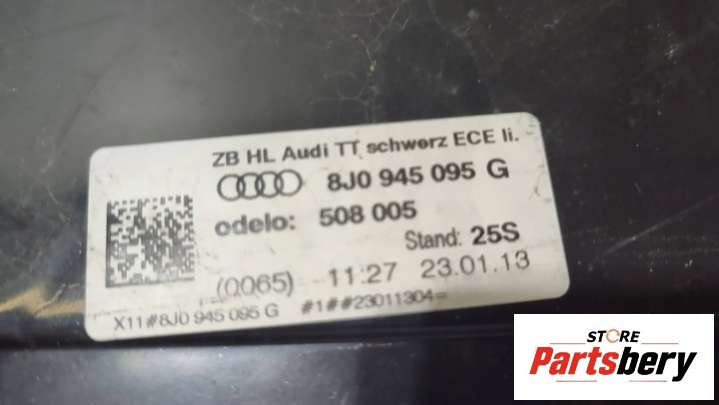 ZB HL Audi TT schwarz ECE li.
8J0 945 095 G
odelo: 508 005
Stand: 25S
(0065) 11:27 23.01.13
X11#8J0 945 095 G #1##23011304=
STORE
Partsbery